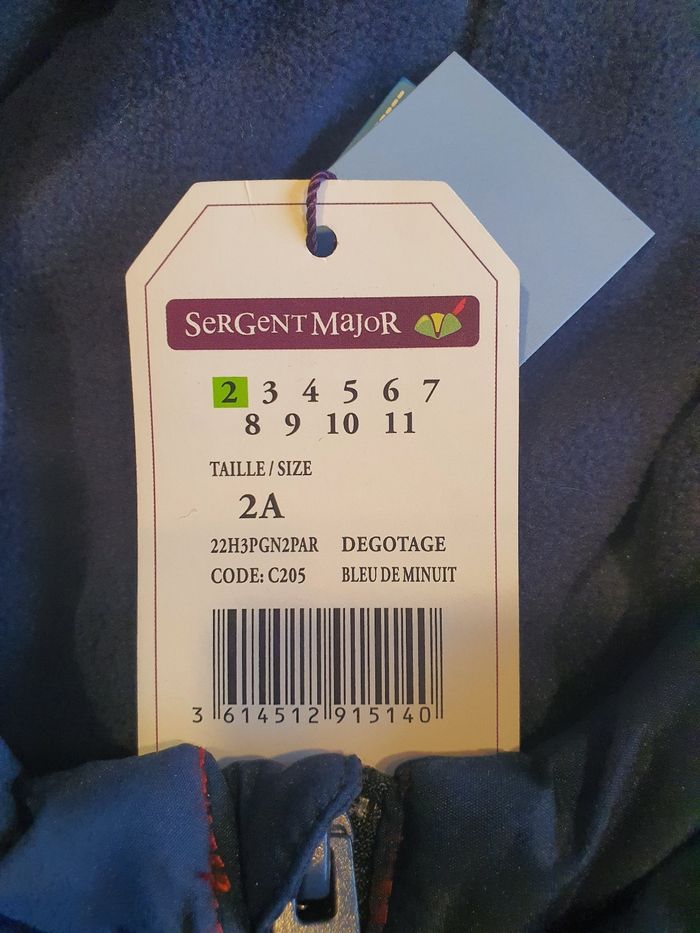 SERGENT MAJOR
2 3 4 5 6 7
8 9 10 11
TAILLE / SIZE
2A
22H3PGN2PAR DEGOTAGE
CODE: C205 BLEU DE MINUIT
3 614512 915140